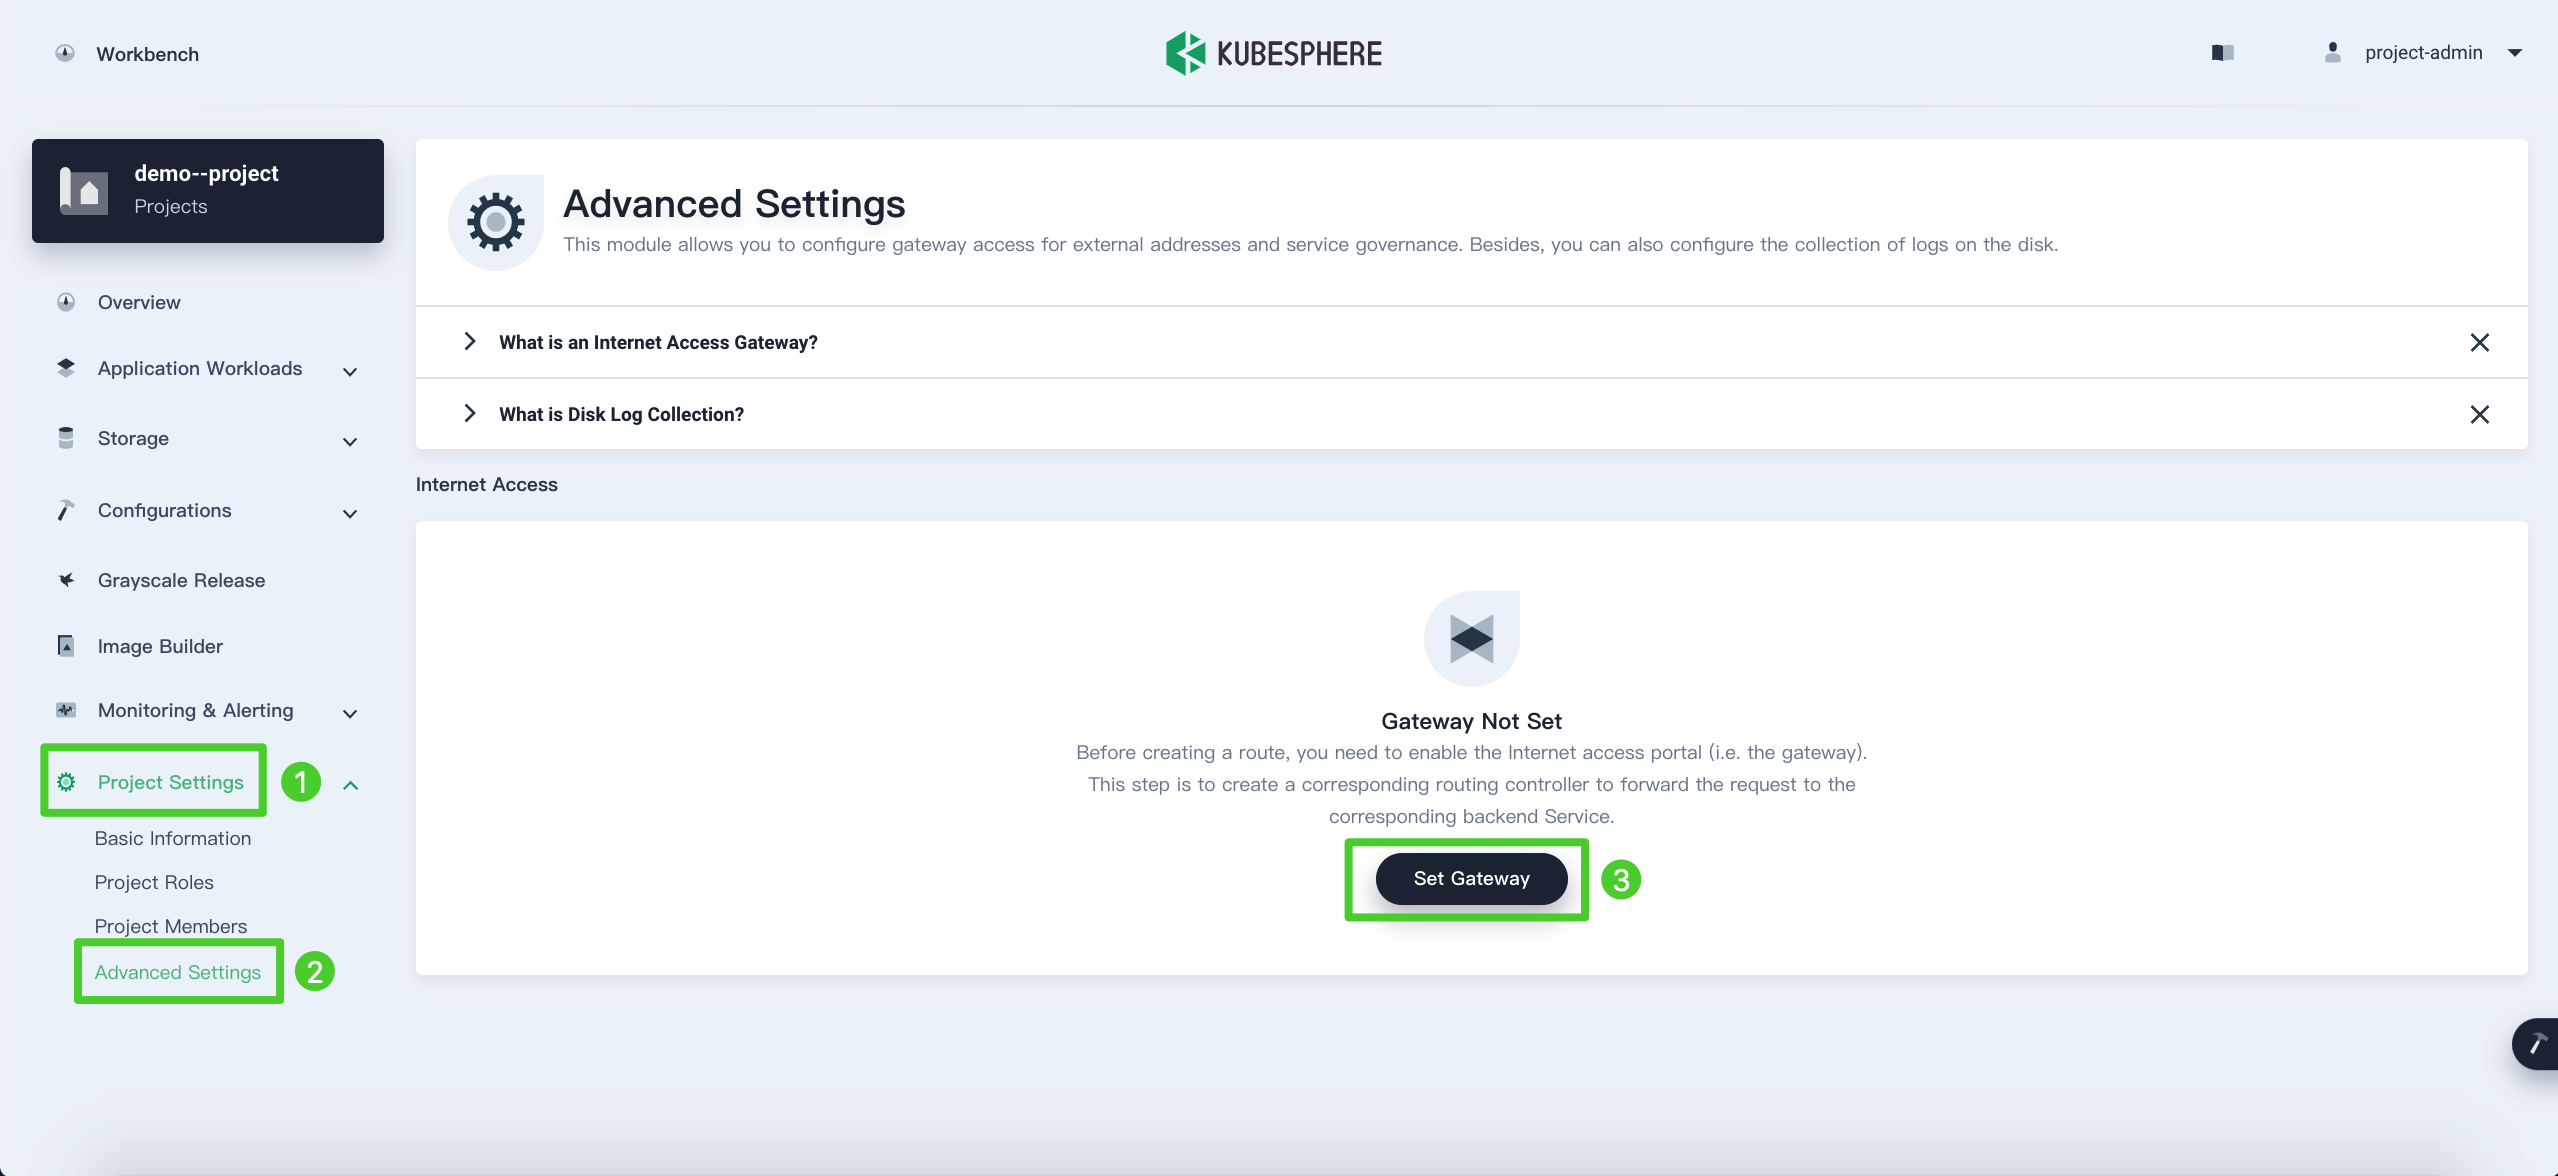 Workbench
KUBESPHERE
project-admin
demo--project
Projects
Overview
Application Workloads
Storage
Configurations
Grayscale Release
Image Builder
Monitoring & Alerting
Project Settings
1
Basic Information
Project Roles
Project Members
Advanced Settings
2
Advanced Settings
This module allows you to configure gateway access for external addresses and service governance. Besides, you can also configure the collection of logs on the disk.
What is an Internet Access Gateway?
What is Disk Log Collection?
Internet Access
Gateway Not Set
Before creating a route, you need to enable the Internet access portal (i.e. the gateway).
This step is to create a corresponding routing controller to forward the request to the
corresponding backend Service.
Set Gateway
3